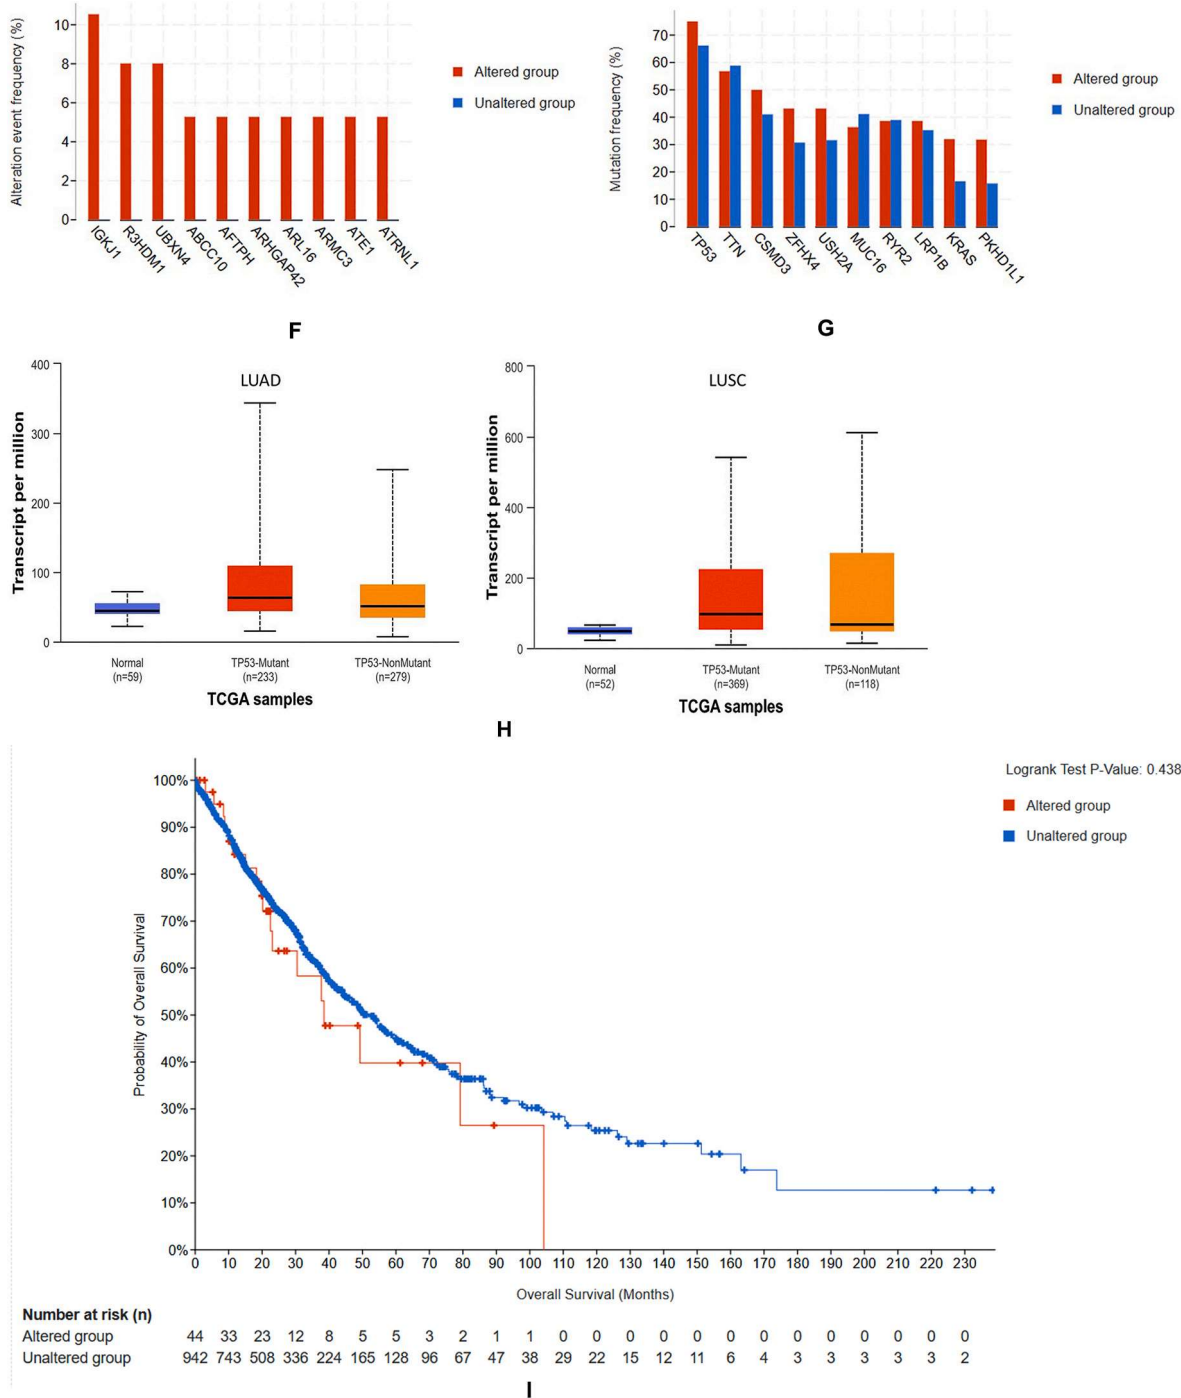 Alteration event frequency (%)
10
8
6
4
2
0
IGKJ1
R3HDM1
UBXN4
ABCC10
AFTPH
ARHGAP42
ARL16
ARMC3
ATE1
ATRNL1
Altered group
Unaltered group
Mutation frequency (%)
70
60
50
40
30
20
10
0
TP53
TTN
CSMD3
ZFHX4
USH2A
MUC16
RYR2
LRP1B
KRAS
PKHD1L1
Altered group
Unaltered group
F
G
LUAD
Transcript per million
400
300
200
100
0
Normal
(n=59)
TP53-Mutant
(n=233)
TP53-NonMutant
(n=279)
TCGA samples
LUSC
Transcript per million
800
600
400
200
0
Normal
(n=52)
TP53-Mutant
(n=369)
TP53-NonMutant
(n=118)
TCGA samples
H
Logrank Test P-Value: 0.438
Altered group
Unaltered group
Probability of Overall Survival
100%
90%
80%
70%
60%
50%
40%
30%
20%
10%
0%
0 10 20 30 40 50 60 70 80 90 100 110 120 130 140 150 160 170 180 190 200 210 220 230
Overall Survival (Months)
Number at risk (n)
Altered group 44 33 23 12 8 5 5 3 2 1 1 0 0 0 0 0 0 0 0 0 0 0 0 0
Unaltered group 942 743 508 336 224 165 128 96 67 47 38 29 22 15 12 11 6 4 3 3 3 3 3 2
I